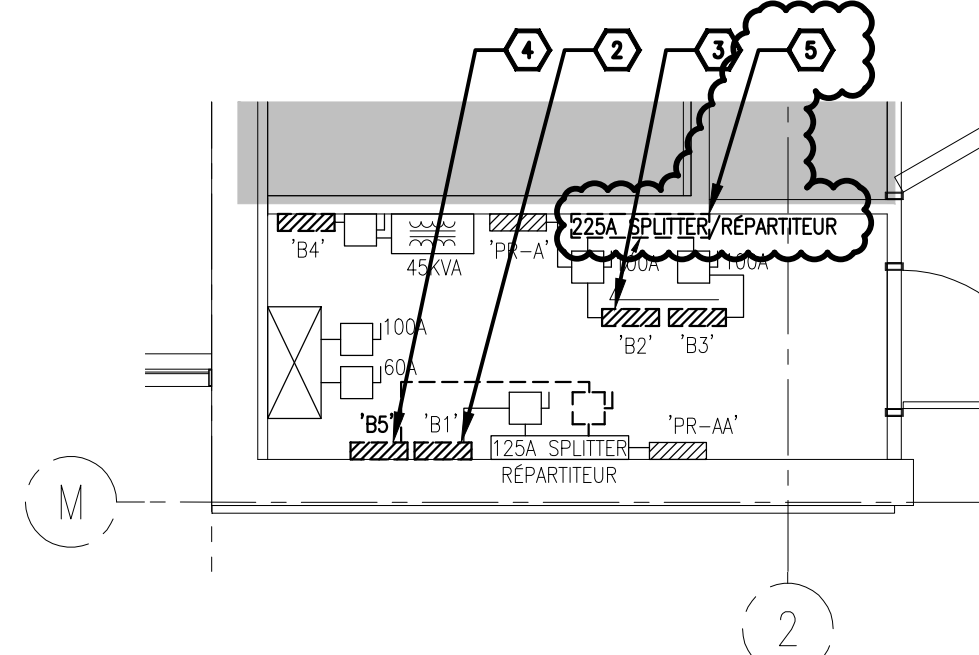 4 2 3 5
225A SPLITTER/RÉPARTITEUR
'B4' 'PR-A'
45KVA 100A 100A
100A 'B2' 'B3'
60A
'B5' 'B1' 'PR-AA'
125A SPLITTER
RÉPARTITEUR
M
2